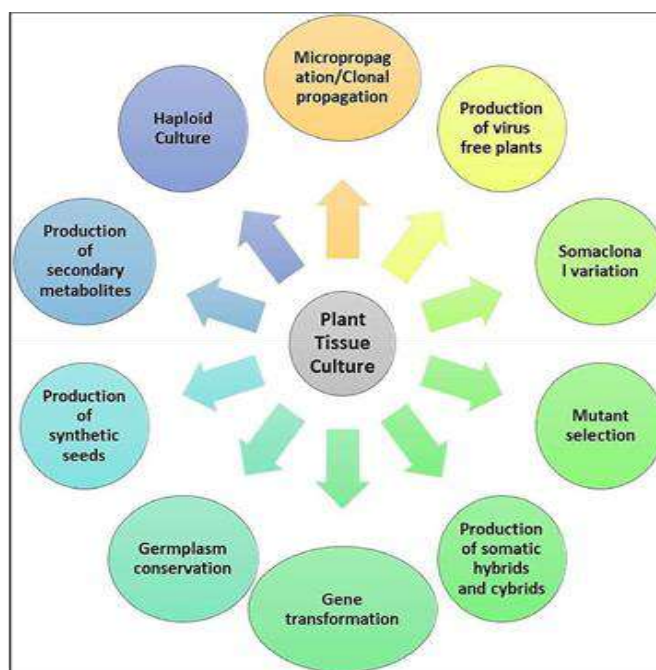 Micropropag
ation/Clonal
propagation
Production
of virus
free plants
Somaclona
l variation
Mutant
selection
Production
of somatic
hybrids
and cybrids
Gene
transformation
Germplasm
conservation
Production
of
synthetic
seeds
Production
of
secondary
metabolites
Haploid
Culture
Plant
Tissue
Culture